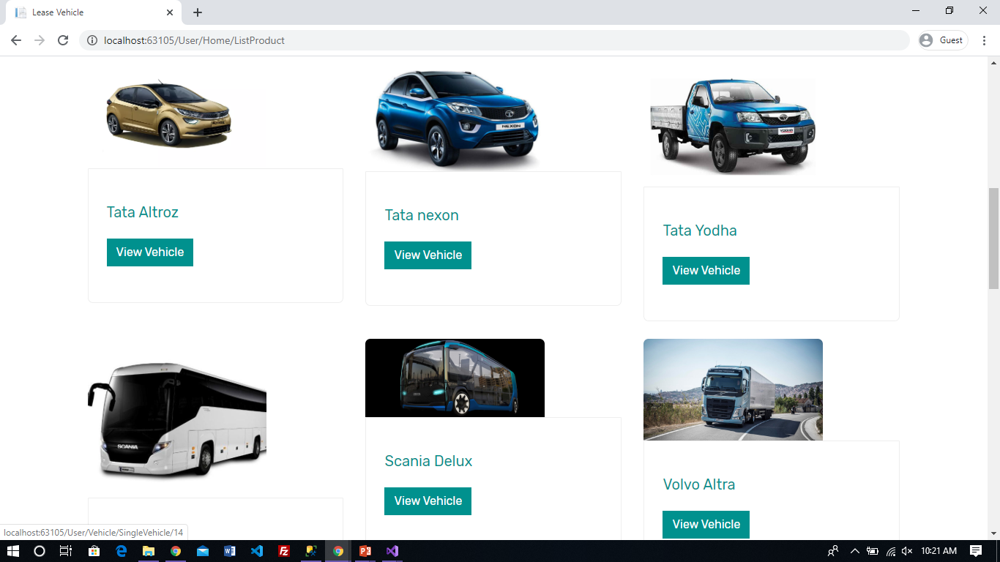 Lease Vehicle
localhost:63105/User/Home/ListProduct
Guest
NEXON
YODHA
Tata Altroz
Tata nexon
Tata Yodha
View Vehicle
View Vehicle
View Vehicle
SCANIA
Scania Delux
Volvo Altra
View Vehicle
View Vehicle
localhost:63105/User/Vehicle/SingleVehicle/14
10:21 AM